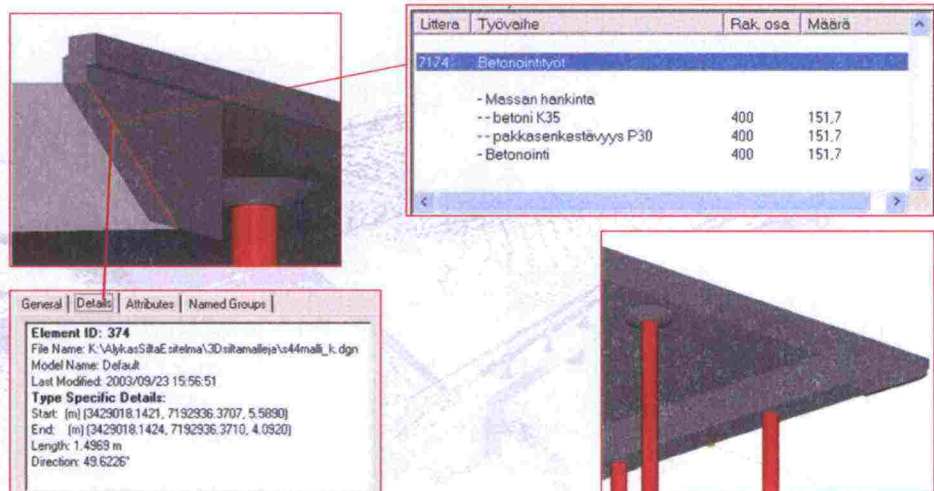 Littera Työvaihe Rak. osa Määrä
7174 Betonointityöt
- Massan hankinta
-- betoni K35 400 151,7
-- pakkasenkestävyys P30 400 151,7
- Betonointi 400 151,7
General Details Attributes Named Groups
Element ID: 374
File Name: K:\AlykasSiltaEsitelma\3Dsiltamalleja\s44malli_k.dgn
Model Name: Default
Last Modified: 2003/09/23 15:56:51
Type Specific Details:
Start: (m) (3429018.1421, 7192936.3707, 5.5890)
End: (m) (3429018.1424, 7192936.3710, 4.0920)
Length: 1.4969 m
Direction: 49.6226°